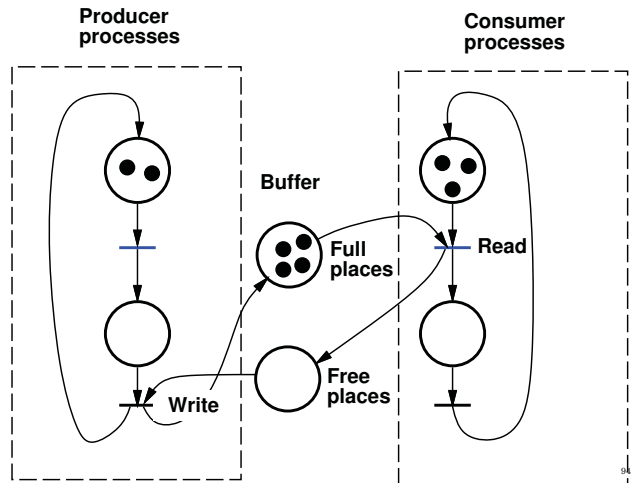 Producer
processes
Consumer
processes
Buffer
Full
places
Read
Free
places
Write
94